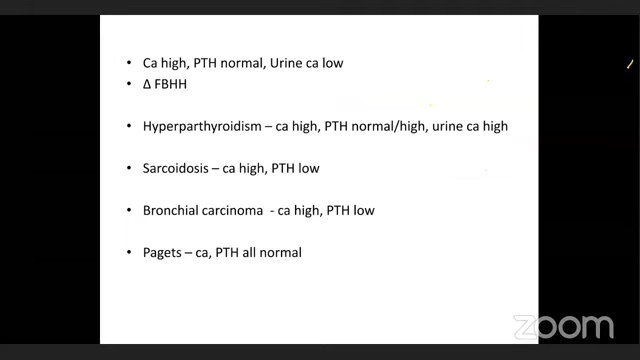 • Ca high, PTH normal, Urine ca low
• Δ FBHH
• Hyperparthyroidism – ca high, PTH normal/high, urine ca high
• Sarcoidosis – ca high, PTH low
• Bronchial carcinoma - ca high, PTH low
• Pagets – ca, PTH all normal
zoom